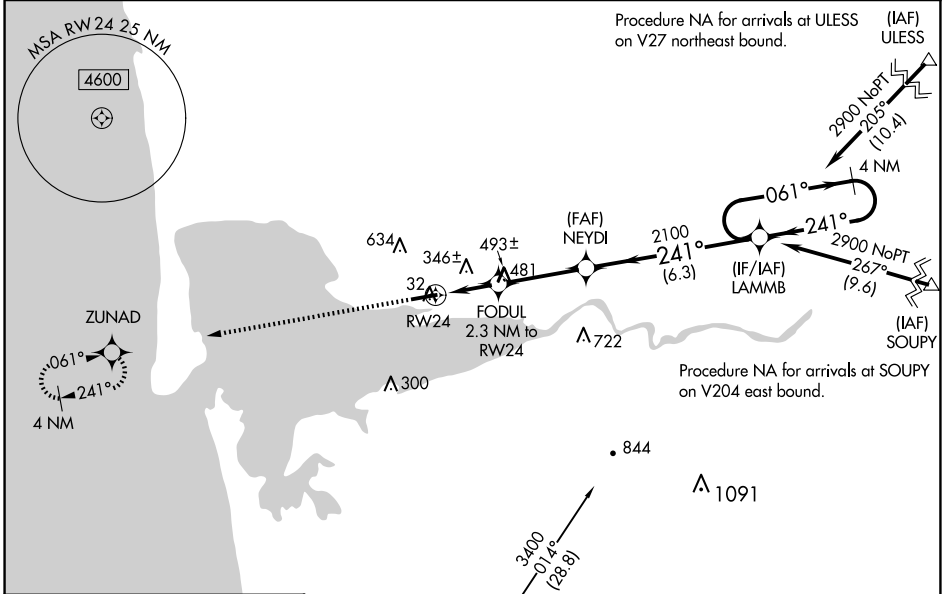 MSA RW24 25 NM
4600
Procedure NA for arrivals at ULESS
on V27 northeast bound.
(IAF)
ULESS
2900 NoPT
205°
(10.4)
4 NM
061°
241°
(FAF)
NEYDI
2100
241°
(6.3)
(IF/IAF)
LAMMB
2900 NoPT
267°
(9.6)
(IAF)
SOUPY
634
346±
493±
481
32
RW24
FODUL
2.3 NM to
RW24
722
300
ZUNAD
061°
241°
4 NM
Procedure NA for arrivals at SOUPY
on V204 east bound.
844
1091
3400
014°
(28.8)